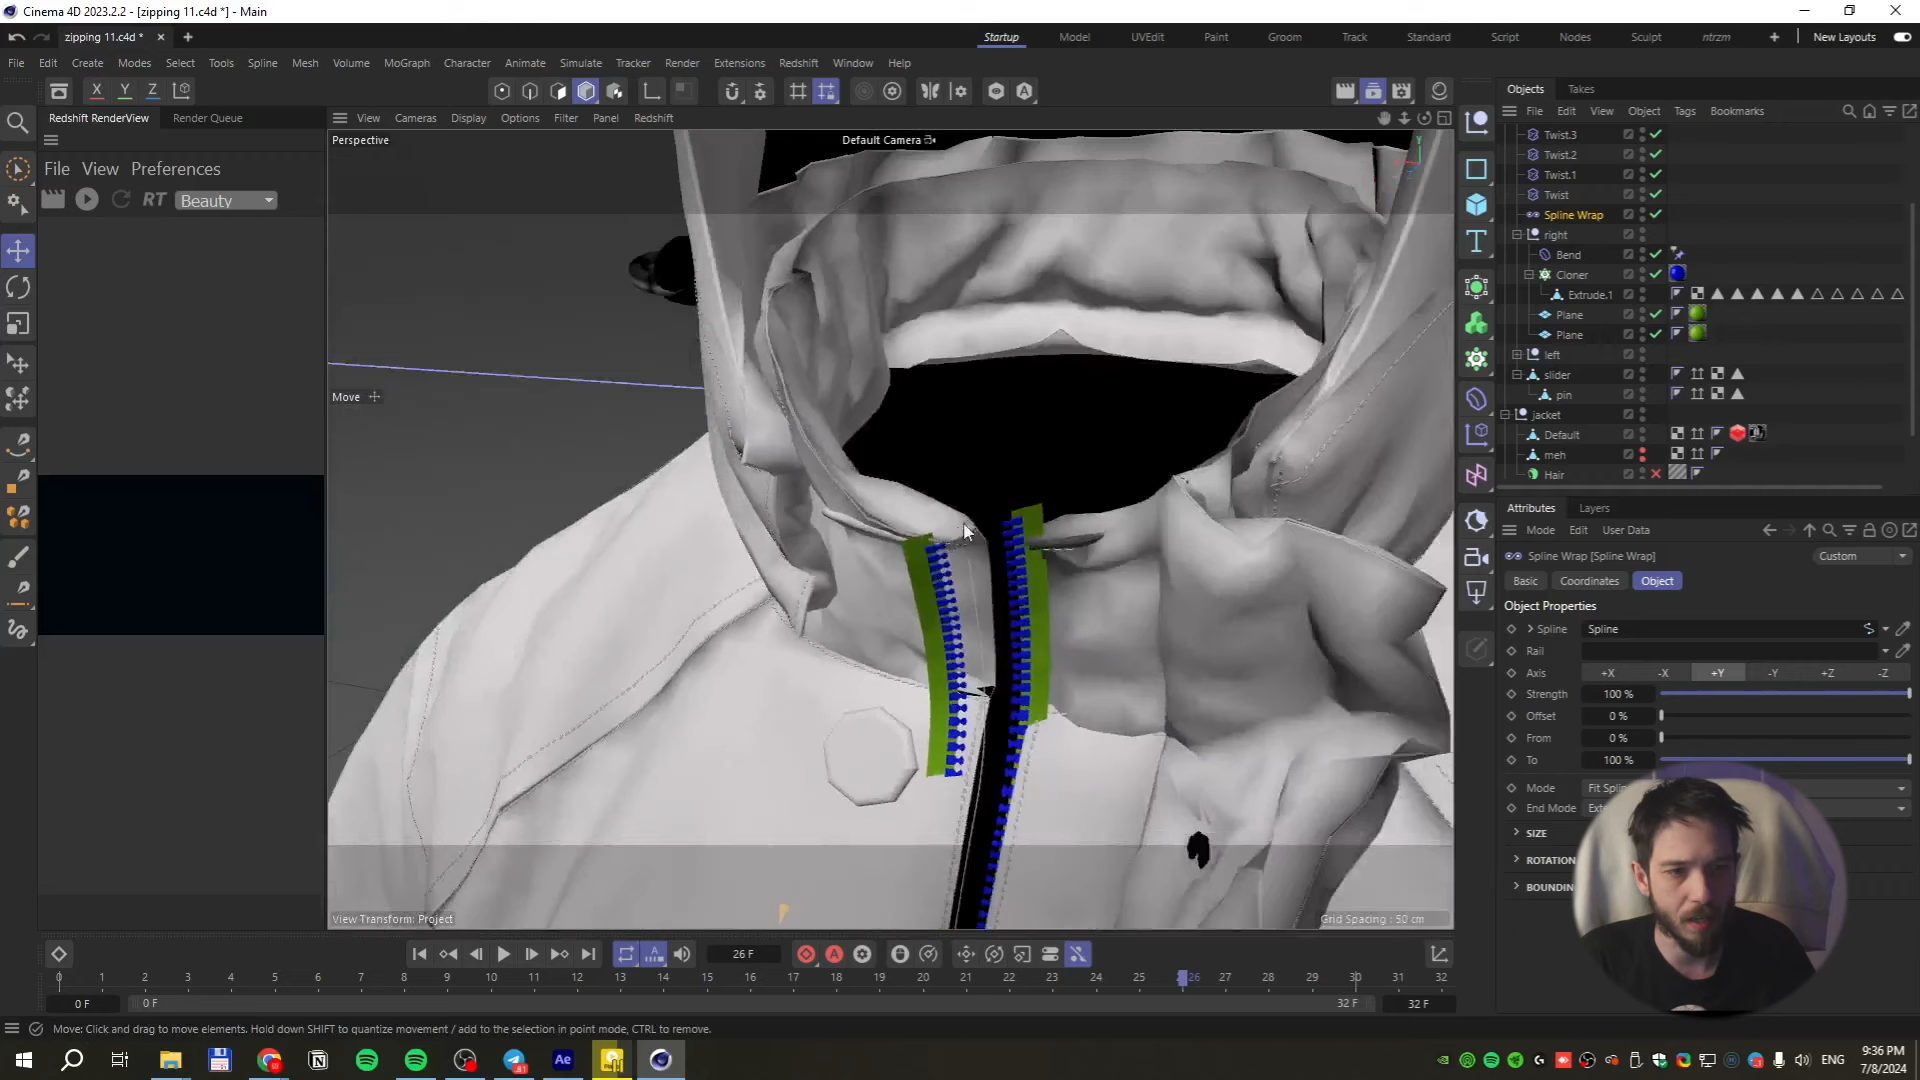 Cinema 4D 2023.2.2 - [zipping 11.c4d *] - Main
zipping 11.c4d *
Startup
Model
UVEdit
Paint
Groom
Track
Standard
Script
Nodes
Sculpt
ntrzm
New Layouts
File
Edit
Create
Modes
Select
Tools
Spline
Mesh
Volume
MoGraph
Character
Animate
Simulate
Tracker
Render
Extensions
Redshift
Window
Help
X
Y
Z
Redshift RenderView
Render Queue
File
View
Preferences
RT
Beauty
View
Cameras
Display
Options
Filter
Panel
Redshift
Perspective
Default Camera
Y
Move
View Transform: Project
Grid Spacing : 50 cm
Objects
Takes
File
Edit
View
Object
Tags
Bookmarks
Twist.3
Twist.2
Twist.1
Twist
Spline Wrap
right
Bend
Cloner
Extrude.1
Plane
Plane
left
slider
pin
jacket
Default
meh
Hair
Attributes
Layers
Mode
Edit
User Data
Spline Wrap [Spline Wrap]
Custom
Basic
Coordinates
Object
Object Properties
Spline
Spline
Rail
Axis
+X
-X
+Y
-Y
+Z
-Z
Strength
100 %
Offset
0 %
From
0 %
To
100 %
Mode
Fit
End Mode
SIZE
ROTATION
26 F
0 1 2 3 4 5 6 7 8 9 10 11 12 13 14 15 16 17 18 19 20 21 22 23 24 25 26 27 28 29 30 31 32
0 F
0 F
32 F
32 F
Move: Click and drag to move elements. Hold down SHIFT to quantize movement / add to the selection in point mode, CTRL to remove.
Ae
ENG
9:36 PM
7/8/2024